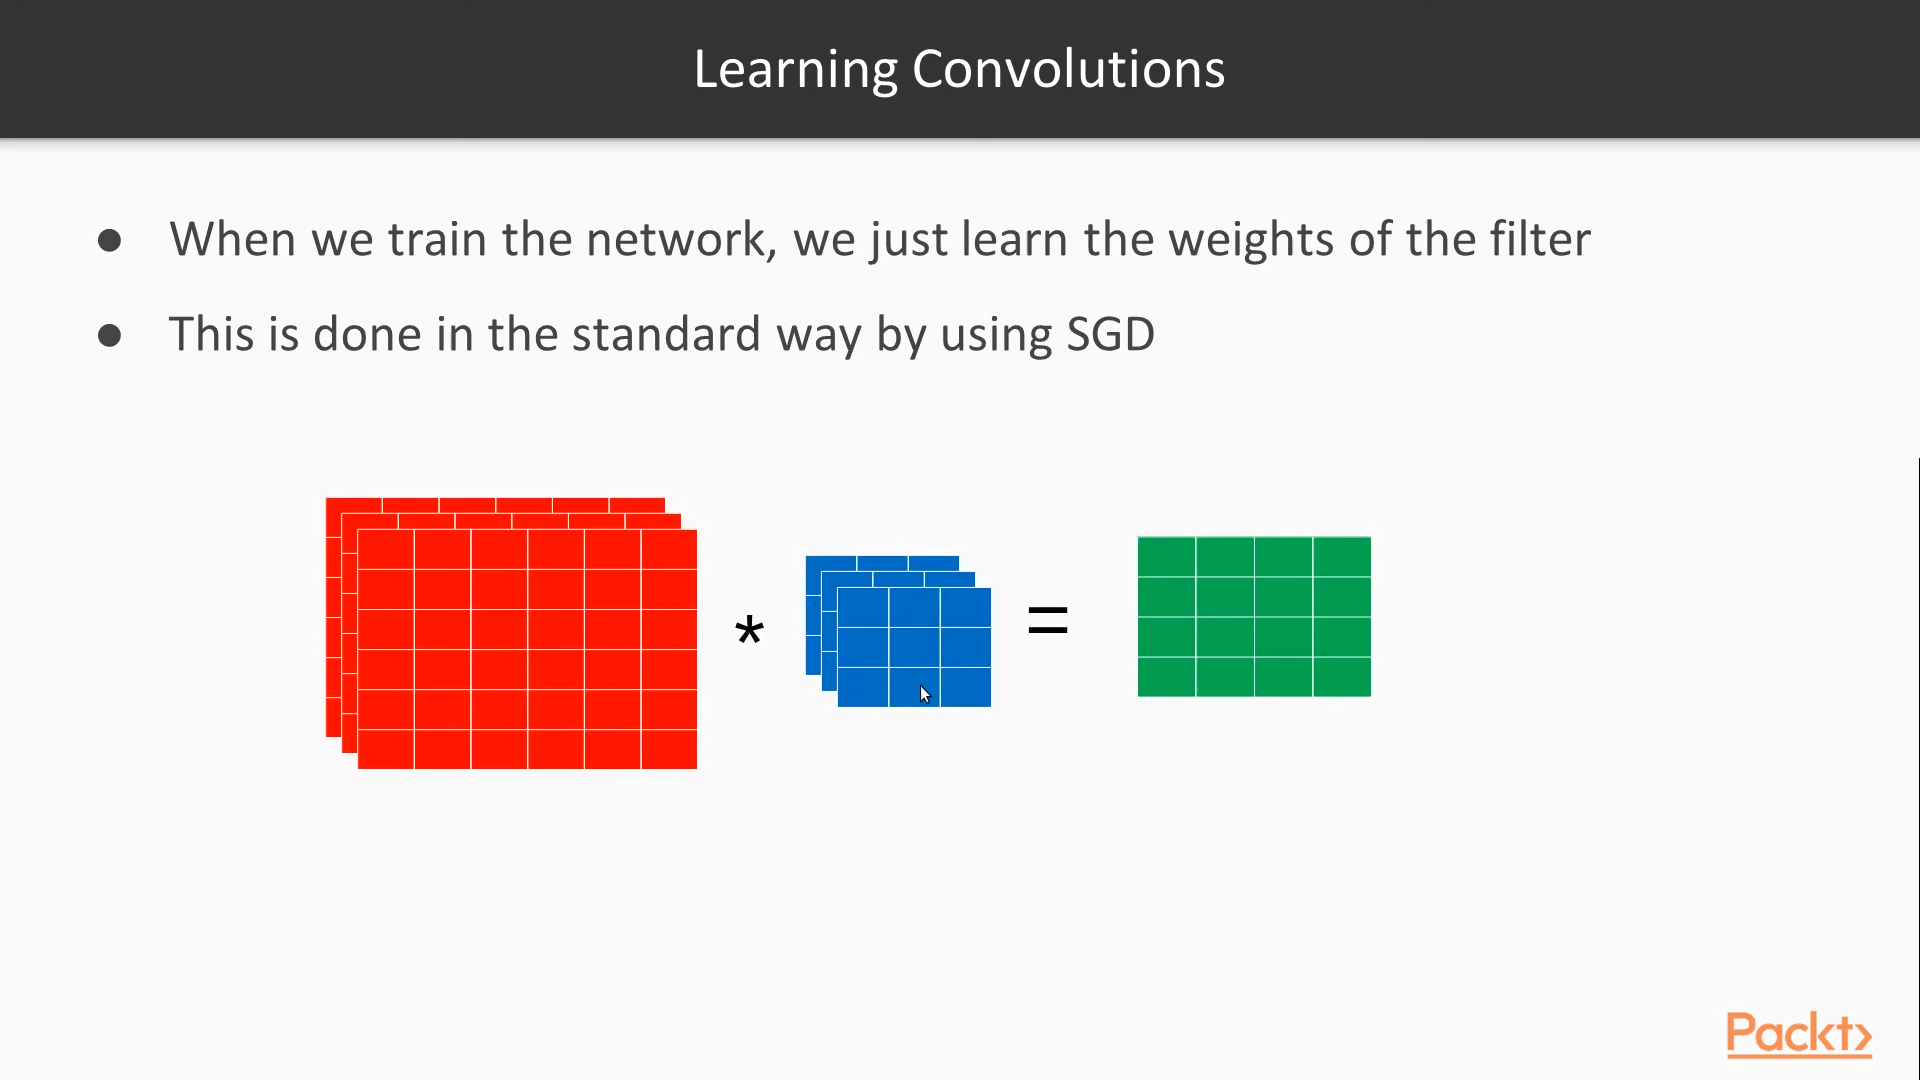 Learning Convolutions
● When we train the network, we just learn the weights of the filter
● This is done in the standard way by using SGD
* =
Packt>